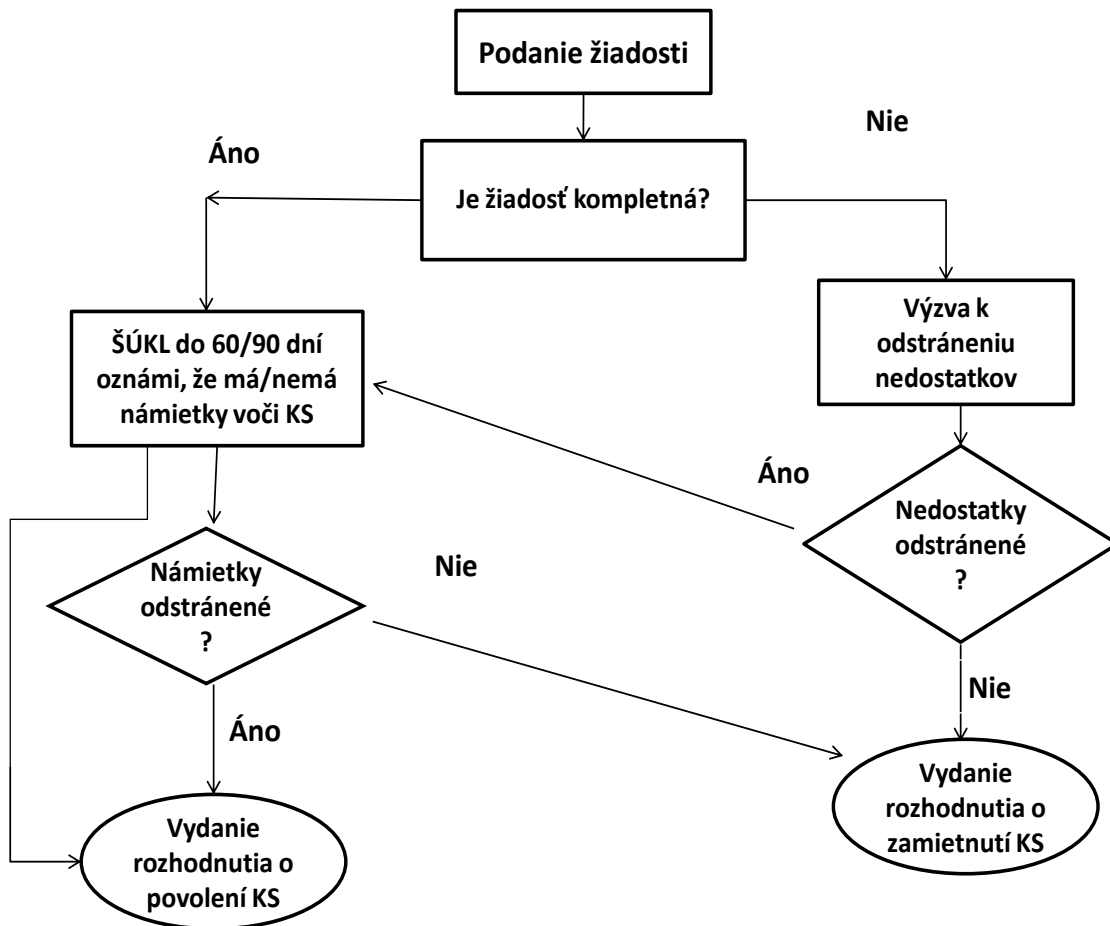 Podanie žiadosti
Nie
Áno
Je žiadosť kompletná?
Výzva k
odstráneniu
nedostatkov
ŠÚKL do 60/90 dní
oznámi, že má/nemá
námietky voči KS
Áno
Nedostatky
odstránené
?
Námietky
odstránené
?
Nie
Nie
Áno
Vydanie
rozhodnutia o
zamietnutí KS
Vydanie
rozhodnutia o
povolení KS